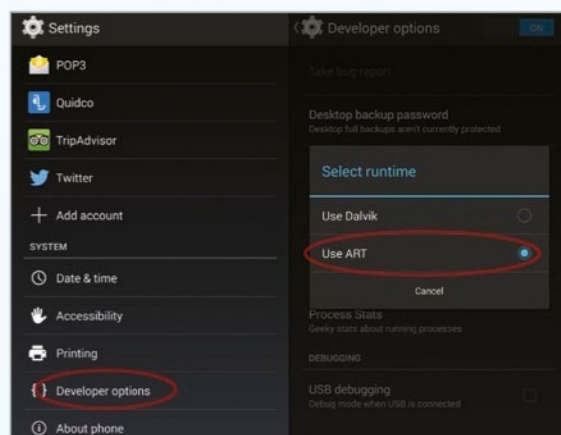 Settings
POP3
Quidco
TripAdvisor
Twitter
Add account
SYSTEM
Date & time
Accessibility
Printing
{ } Developer options
About phone
Developer options
ON
Take bug report
Desktop backup password
Desktop full backups aren't currently protected
Select runtime
Use Dalvik
Use ART
Cancel
Process Stats
Geeky stats about running processes
DEBUGGING
USB debugging
Debug mode when USB is connected